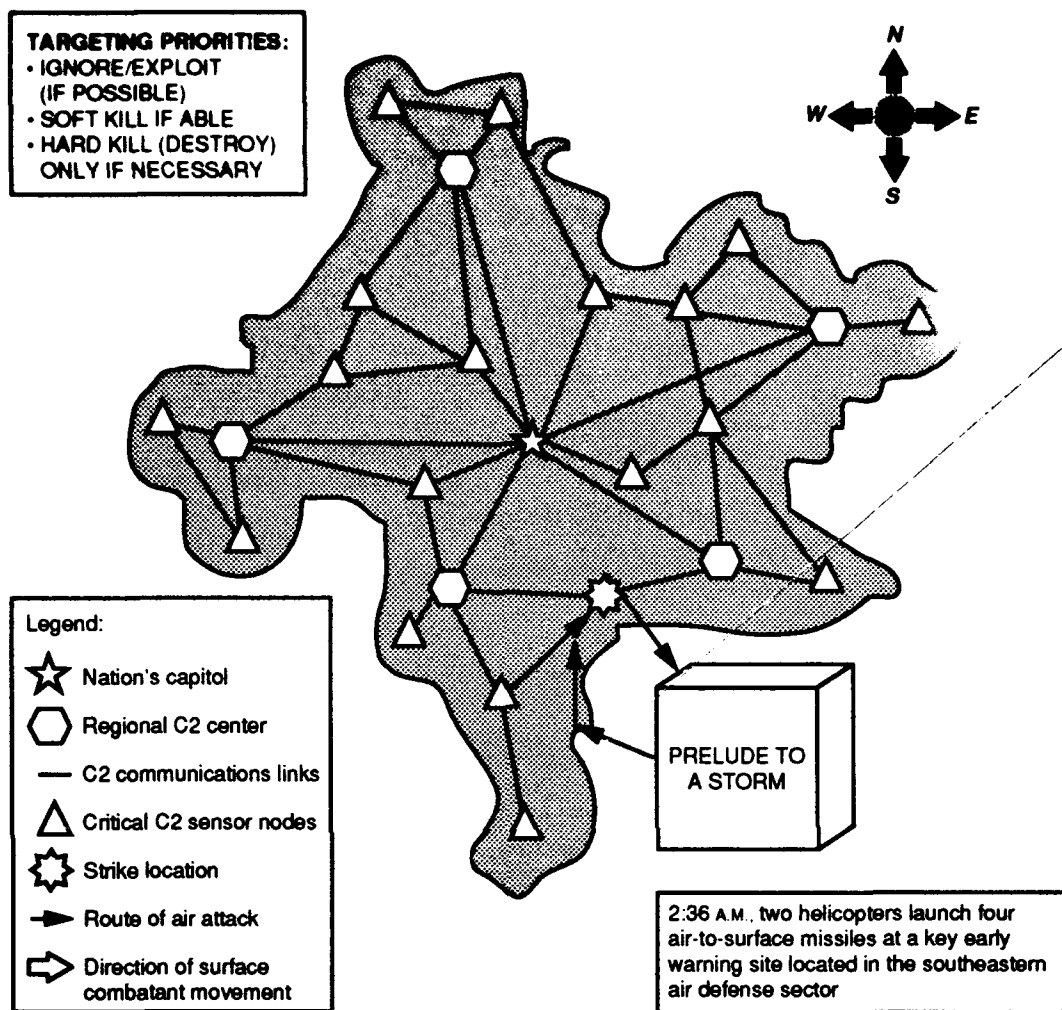 TARGETING PRIORITIES:
• IGNORE/EXPLOIT
(IF POSSIBLE)
• SOFT KILL IF ABLE
• HARD KILL (DESTROY)
ONLY IF NECESSARY
N
W
E
S
Legend:
Nation's capitol
Regional C2 center
C2 communications links
Critical C2 sensor nodes
Strike location
Route of air attack
Direction of surface
combatant movement
PRELUDE TO
A STORM
2:36 A.M., two helicopters launch four
air-to-surface missiles at a key early
warning site located in the southeastern
air defense sector